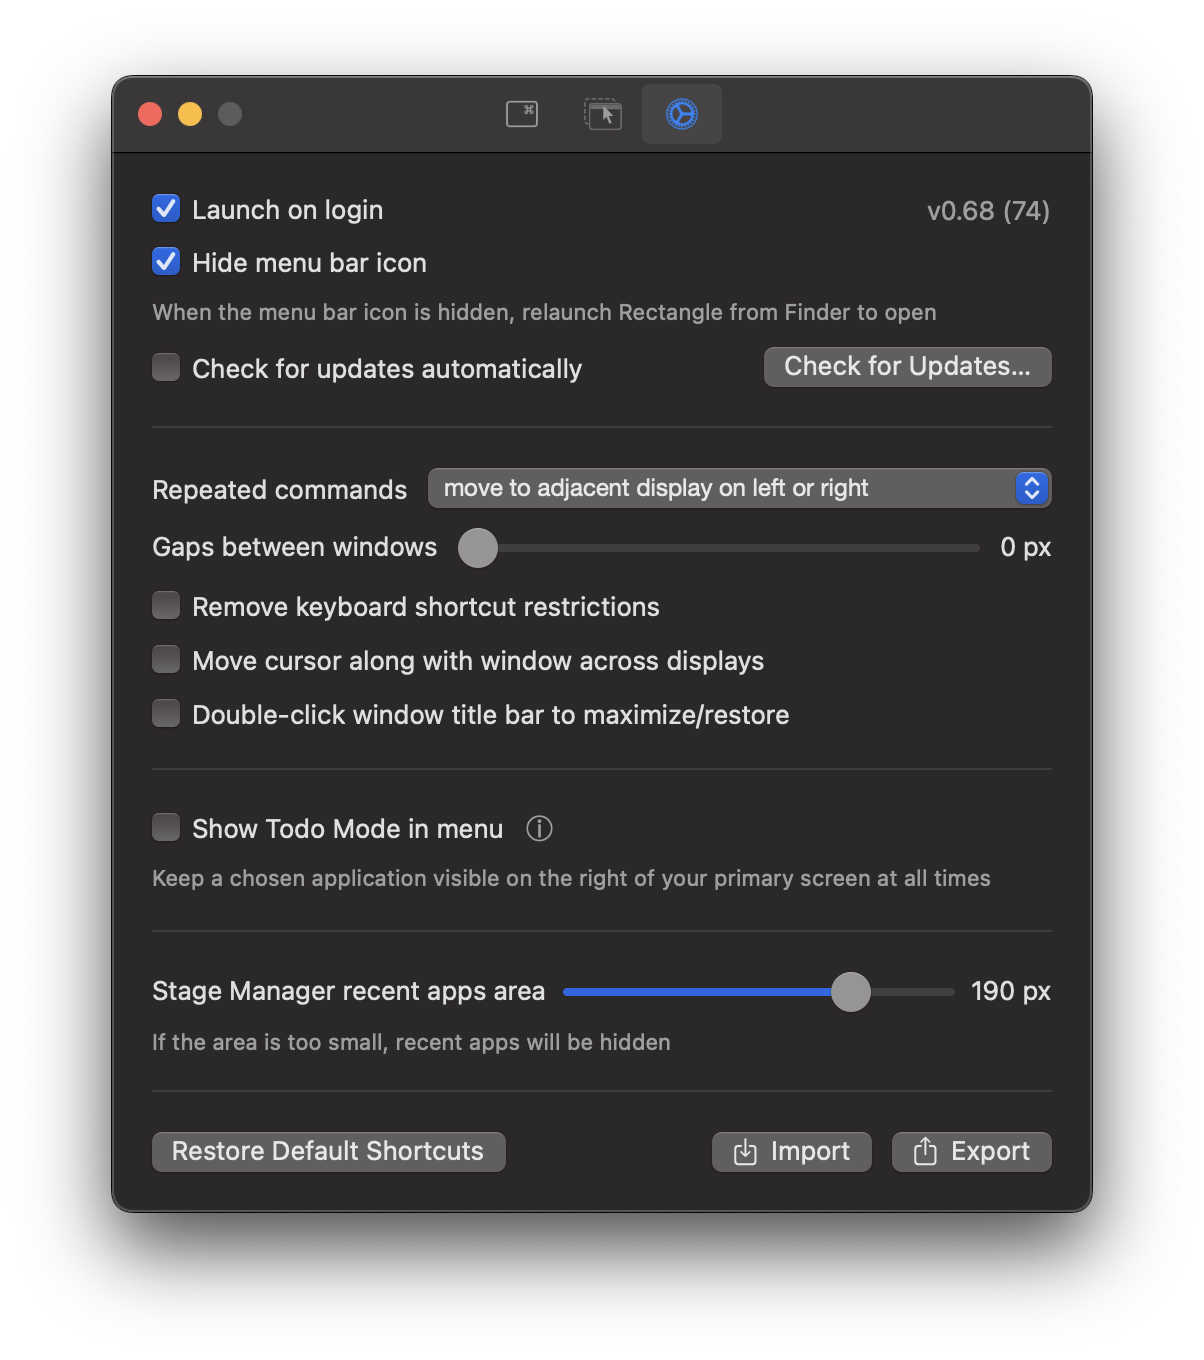 Launch on login
v0.68 (74)
Hide menu bar icon
When the menu bar icon is hidden, relaunch Rectangle from Finder to open
Check for updates automatically
Check for Updates...
Repeated commands
move to adjacent display on left or right
Gaps between windows
0 px
Remove keyboard shortcut restrictions
Move cursor along with window across displays
Double-click window title bar to maximize/restore
Show Todo Mode in menu
Keep a chosen application visible on the right of your primary screen at all times
Stage Manager recent apps area
190 px
If the area is too small, recent apps will be hidden
Restore Default Shortcuts
Import
Export